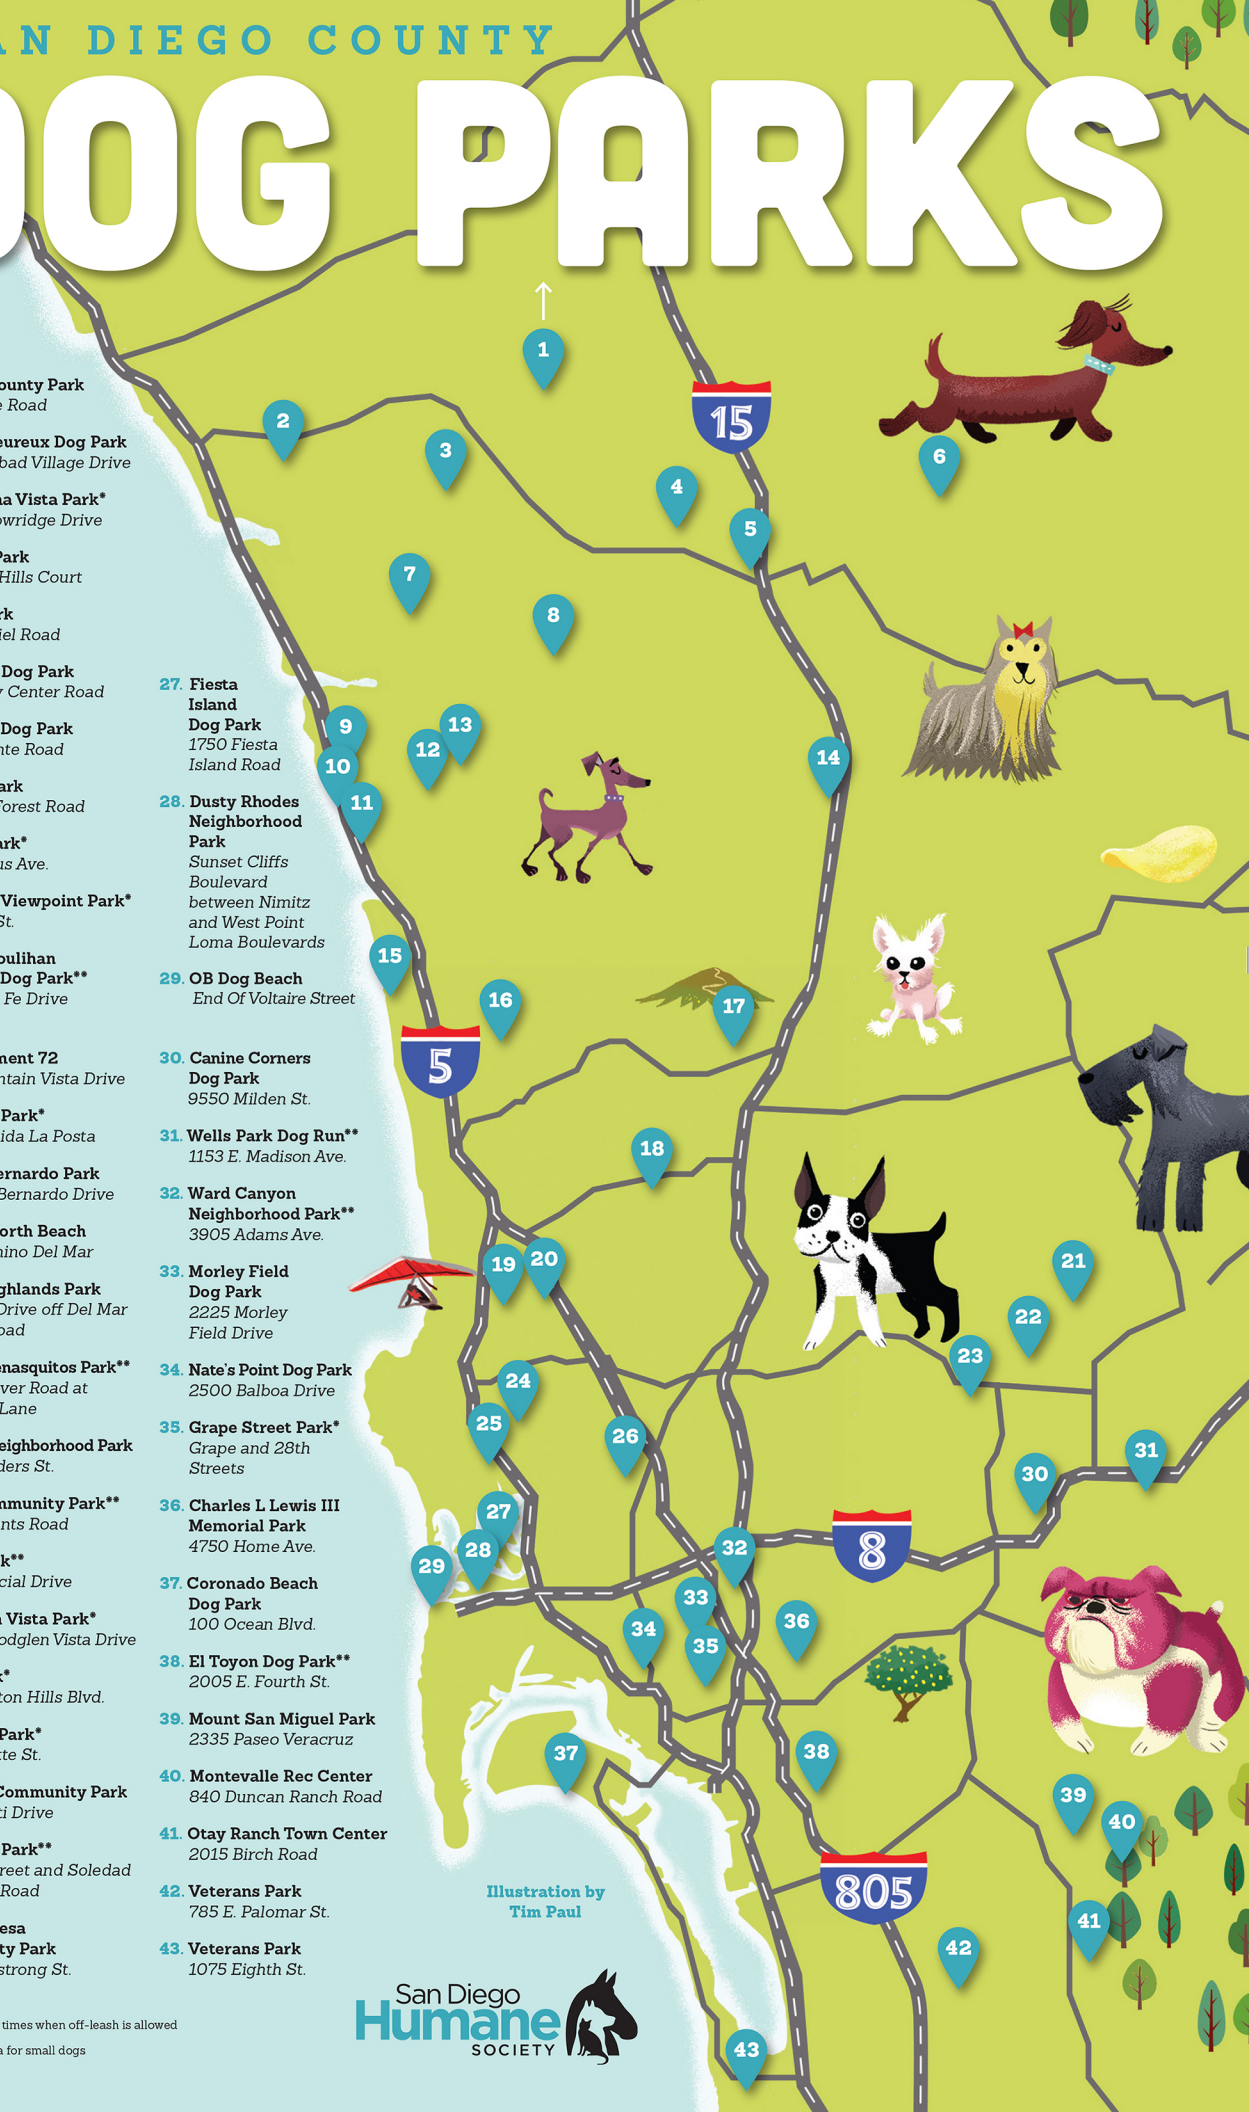 AN DIEGO COUNTY
DOG PARKS
ounty Park
e Road
eureux Dog Park
bad Village Drive
na Vista Park*
owridge Drive
Park
Hills Court
rk
iel Road
Dog Park
y Center Road
Dog Park
nte Road
ark
Forest Road
ark*
us Ave.
Viewpoint Park*
St.
oulihan
Dog Park**
Fe Drive
ment 72
ntain Vista Drive
Park*
ida La Posta
ernardo Park
Bernardo Drive
orth Beach
nino Del Mar
ghlands Park
Drive off Del Mar
oad
enasquitos Park**
ver Road at
Lane
eighborhood Park
ders St.
mmunity Park**
nts Road
k**
cial Drive
n Vista Park*
odglen Vista Drive
k*
ton Hills Blvd.
Park*
tte St.
Community Park
ti Drive
Park**
reet and Soledad
Road
esa
ty Park
strong St.
times when off-leash is allowed
a for small dogs
27. Fiesta
Island
Dog Park
1750 Fiesta
Island Road
28. Dusty Rhodes
Neighborhood
Park
Sunset Cliffs
Boulevard
between Nimitz
and West Point
Loma Boulevards
29. OB Dog Beach
End Of Voltaire Street
30. Canine Corners
Dog Park
9550 Milden St.
31. Wells Park Dog Run**
1153 E. Madison Ave.
32. Ward Canyon
Neighborhood Park**
3905 Adams Ave.
33. Morley Field
Dog Park
2225 Morley
Field Drive
34. Nate's Point Dog Park
2500 Balboa Drive
35. Grape Street Park*
Grape and 28th
Streets
36. Charles L Lewis III
Memorial Park
4750 Home Ave.
37. Coronado Beach
Dog Park
100 Ocean Blvd.
38. El Toyon Dog Park**
2005 E. Fourth St.
39. Mount San Miguel Park
2335 Paseo Veracruz
40. Montevalle Rec Center
840 Duncan Ranch Road
41. Otay Ranch Town Center
2015 Birch Road
42. Veterans Park
785 E. Palomar St.
43. Veterans Park
1075 Eighth St.
1
2
3
15
4
5
6
7
8
9
10
11
12
13
14
15
16
17
5
18
19
20
21
22
23
24
25
26
27
28
29
30
31
32
8
33
34
35
36
37
38
39
40
805
41
42
43
Illustration by
Tim Paul
San Diego
Humane
SOCIETY